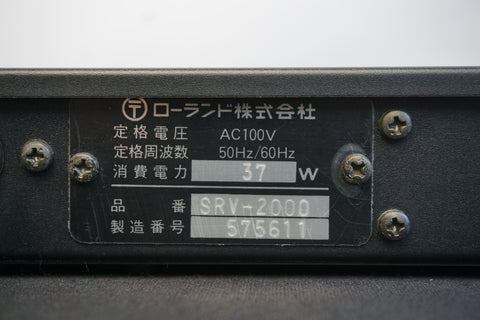 〒 ローランド株式会社
定格電圧 AC100V
定格周波数 50Hz/60Hz
消費電力 37 W
品番 SRV-2000
製造番号 575611